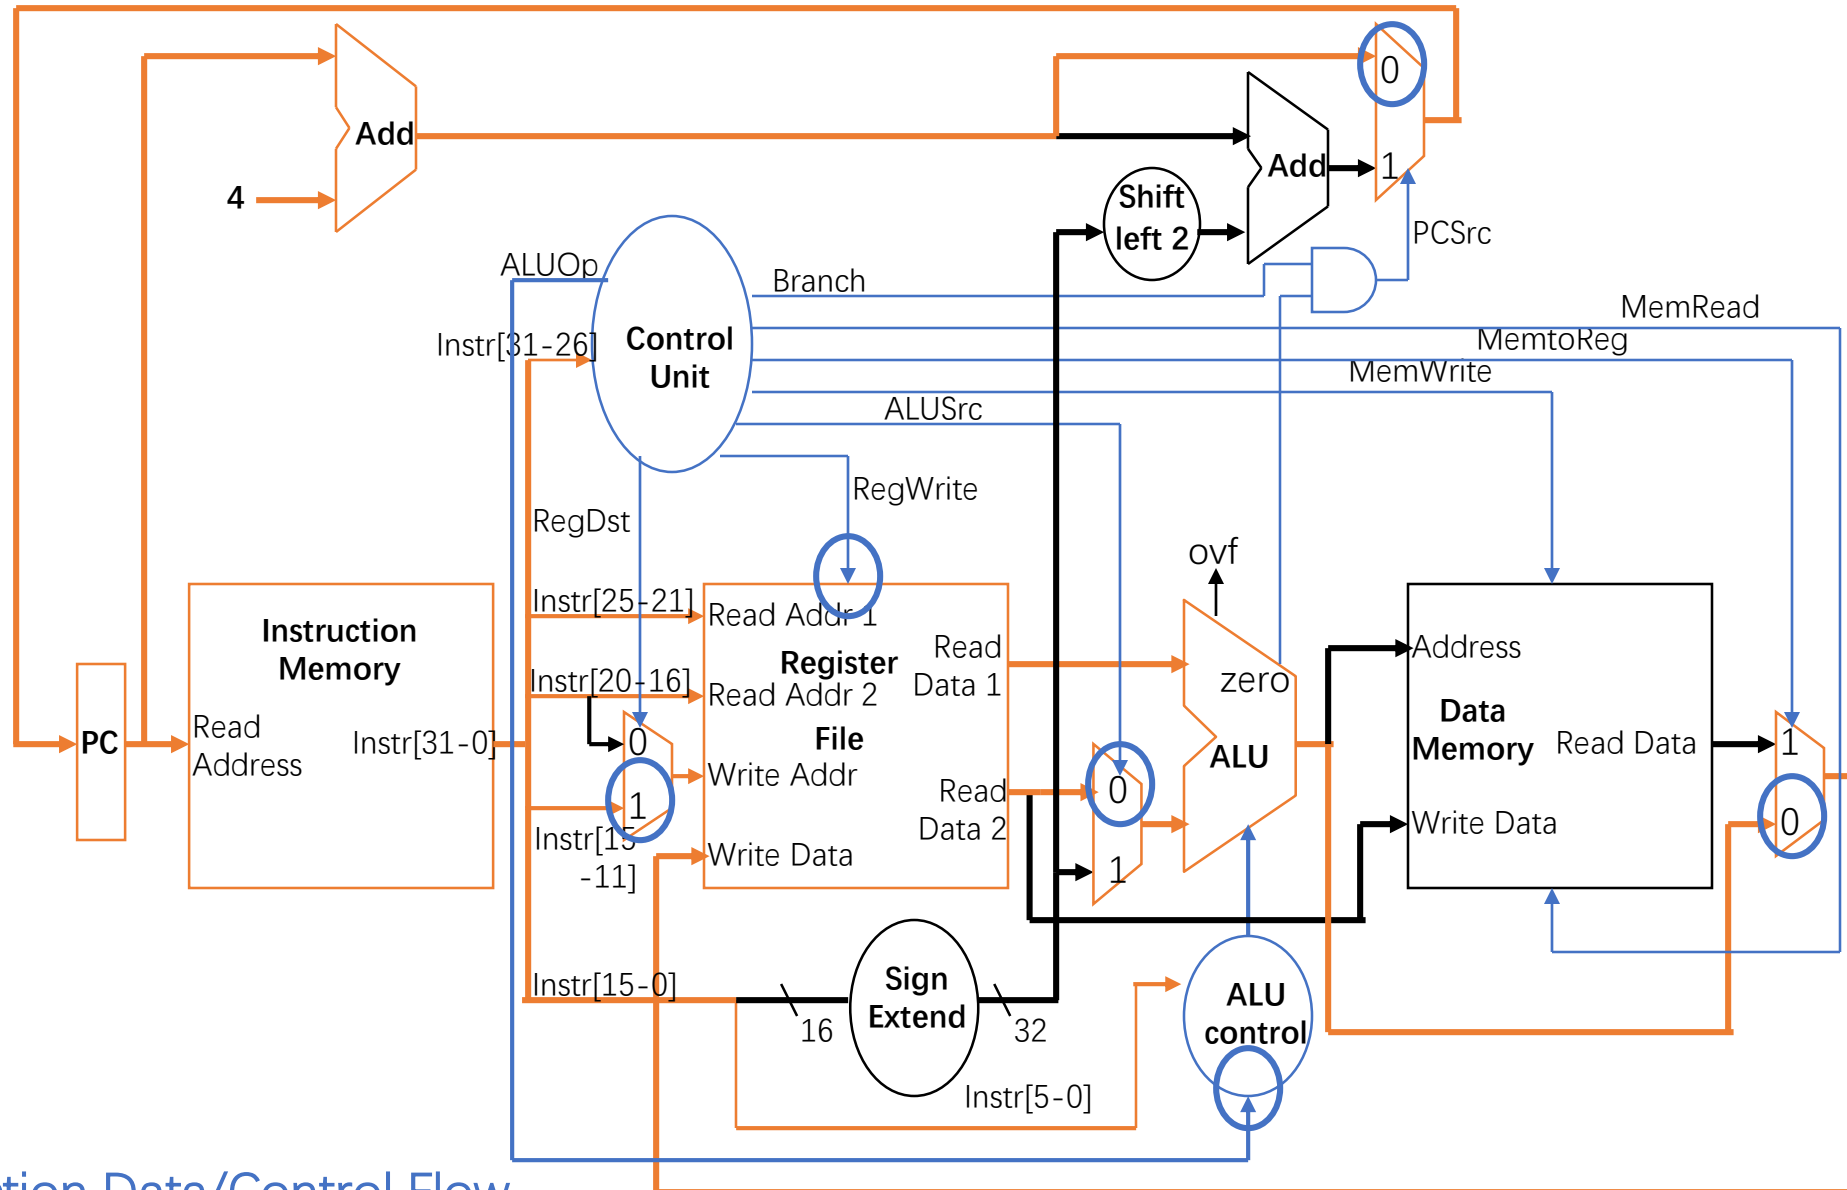 0
Add
Add
1
4
Shift
left 2
PCSrc
ALUOp
Branch
MemRead
Instr[31-26]
Control
Unit
MemtoReg
MemWrite
ALUSrc
RegWrite
RegDst
ovf
Instr[25-21]
Read Addr 1
Instruction
Memory
Register
File
Read
Data 1
Instr[20-16]
Read Addr 2
zero
Address
Data
Memory
PC
Read
Address
Instr[31-0]
0
Write Addr
ALU
Read Data
1
1
Read
Data 2
0
Write Data
0
Instr[15
-11]
Write Data
1
Instr[15-0]
Sign
Extend
16
32
ALU
control
Instr[5-0]
Data/Control Flow